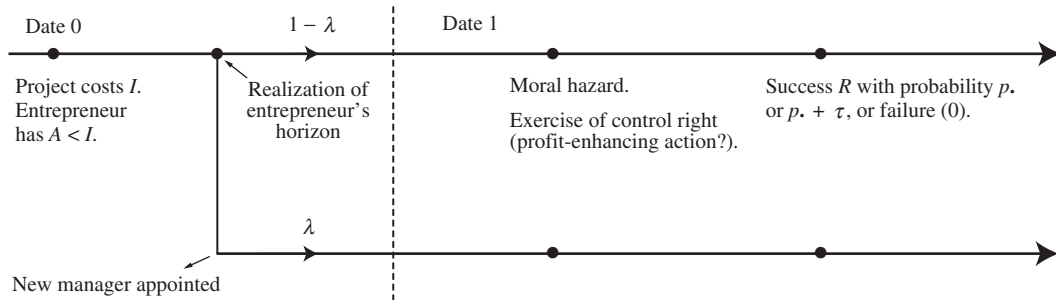 Date 0
1 − λ
Date 1
Project costs I.
Entrepreneur
has A < I.
Realization of
entrepreneur's
horizon
Moral hazard.
Exercise of control right
(profit-enhancing action?).
Success R with probability p.
or p. + τ, or failure (0).
λ
New manager appointed